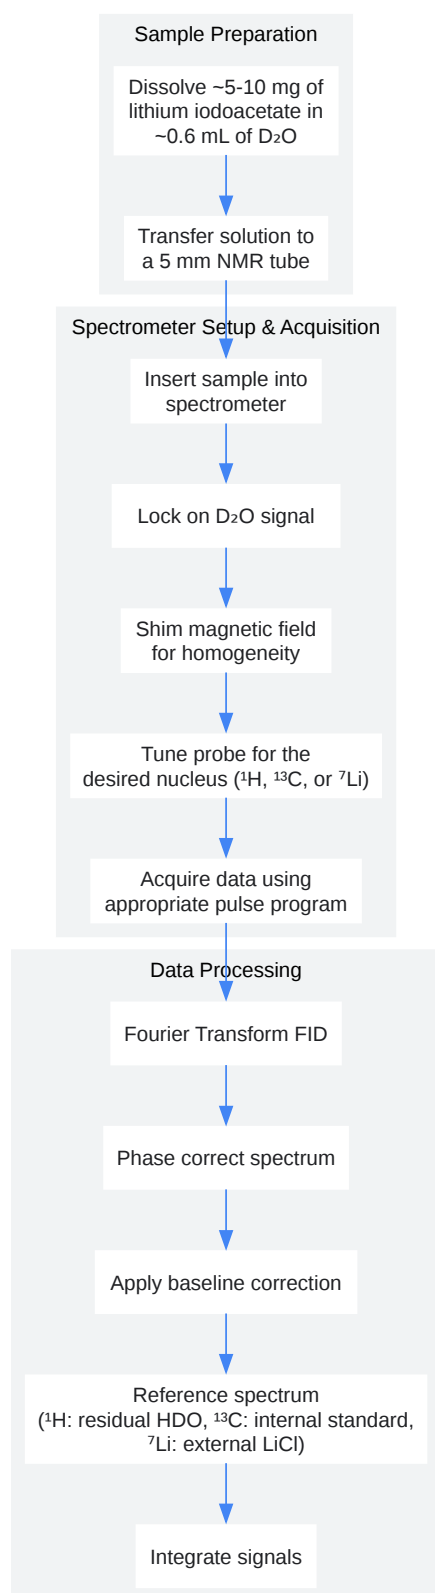 Sample Preparation
Dissolve ~5-10 mg of
lithium iodoacetate in
~0.6 mL of D₂O
Transfer solution to
a 5 mm NMR tube
Spectrometer Setup & Acquisition
Insert sample into
spectrometer
Lock on D₂O signal
Shim magnetic field
for homogeneity
Tune probe for the
desired nucleus (¹H, ¹³C, or ⁷Li)
Acquire data using
appropriate pulse program
Data Processing
Fourier Transform FID
Phase correct spectrum
Apply baseline correction
Reference spectrum
(¹H: residual HDO, ¹³C: internal standard,
⁷Li: external LiCl)
Integrate signals